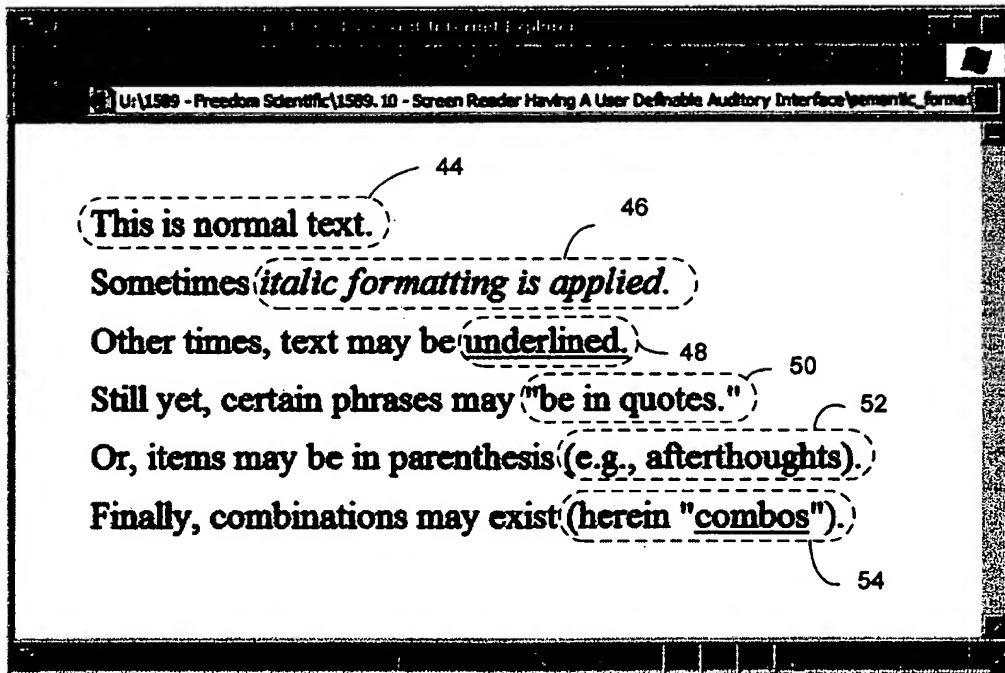 Internet Explorer
U:\1589 - Freedom Scientific\1589.10 - Screen Reader Having A User Definable Auditory Interface\semantic_format
44
This is normal text.
46
Sometimes italic formatting is applied.
Other times, text may be underlined.
48
50
Still yet, certain phrases may "be in quotes."
52
Or, items may be in parenthesis (e.g., afterthoughts).
Finally, combinations may exist (herein "combos").
54